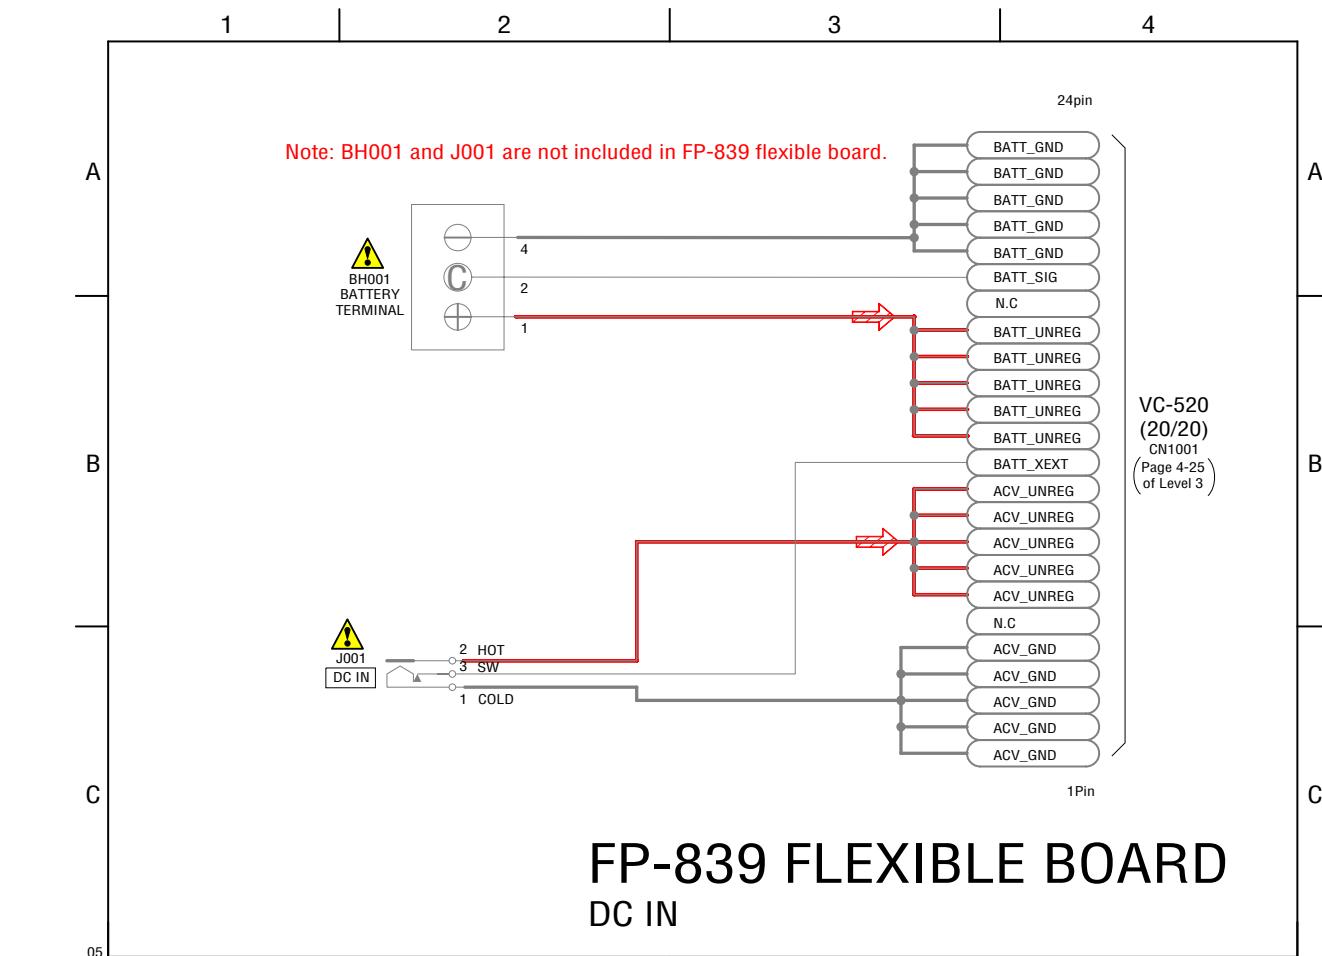 1 2 3 4
24pin
Note: BH001 and J001 are not included in FP-839 flexible board.
A A
BATT_GND
BATT_GND
BATT_GND
BATT_GND
BATT_GND
BATT_SIG
N.C
BATT_UNREG
BATT_UNREG
BATT_UNREG
BATT_UNREG
BATT_UNREG
BATT_XEXT
ACV_UNREG
ACV_UNREG
ACV_UNREG
ACV_UNREG
ACV_UNREG
N.C
ACV_GND
ACV_GND
ACV_GND
ACV_GND
ACV_GND
4
C
2
1
BH001
BATTERY
TERMINAL
VC-520
(20/20)
CN1001
(Page 4-25
of Level 3)
B B
J001
DC IN
2 HOT
3 SW
1 COLD
1Pin
C C
FP-839 FLEXIBLE BOARD
DC IN
05